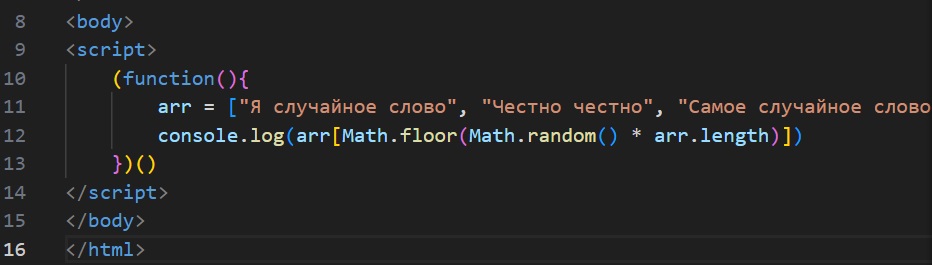 8 <body>
9 <script>
10 (function(){
11 arr = ["Я случайное слово", "Честно честно", "Самое случайное слово
12 console.log(arr[Math.floor(Math.random() * arr.length)])
13 })()
14 </script>
15 </body>
16 </html>